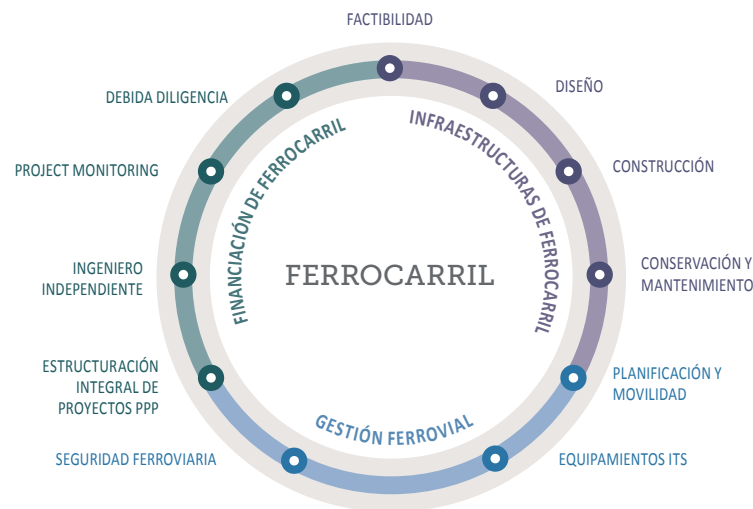 FACTIBILIDAD
DEBIDA DILIGENCIA
DISEÑO
PROJECT MONITORING
CONSTRUCCIÓN
INGENIERO
INDEPENDIENTE
CONSERVACIÓN Y
MANTENIMIENTO
ESTRUCTURACIÓN
INTEGRAL DE
PROYECTOS PPP
PLANIFICACIÓN Y
MOVILIDAD
SEGURIDAD FERROVIARIA
EQUIPAMIENTOS ITS
FINANCIACIÓN DE FERROCARRIL
INFRAESTRUCTURAS DE FERROCARRIL
FERROCARRIL
GESTIÓN FERROVIAL